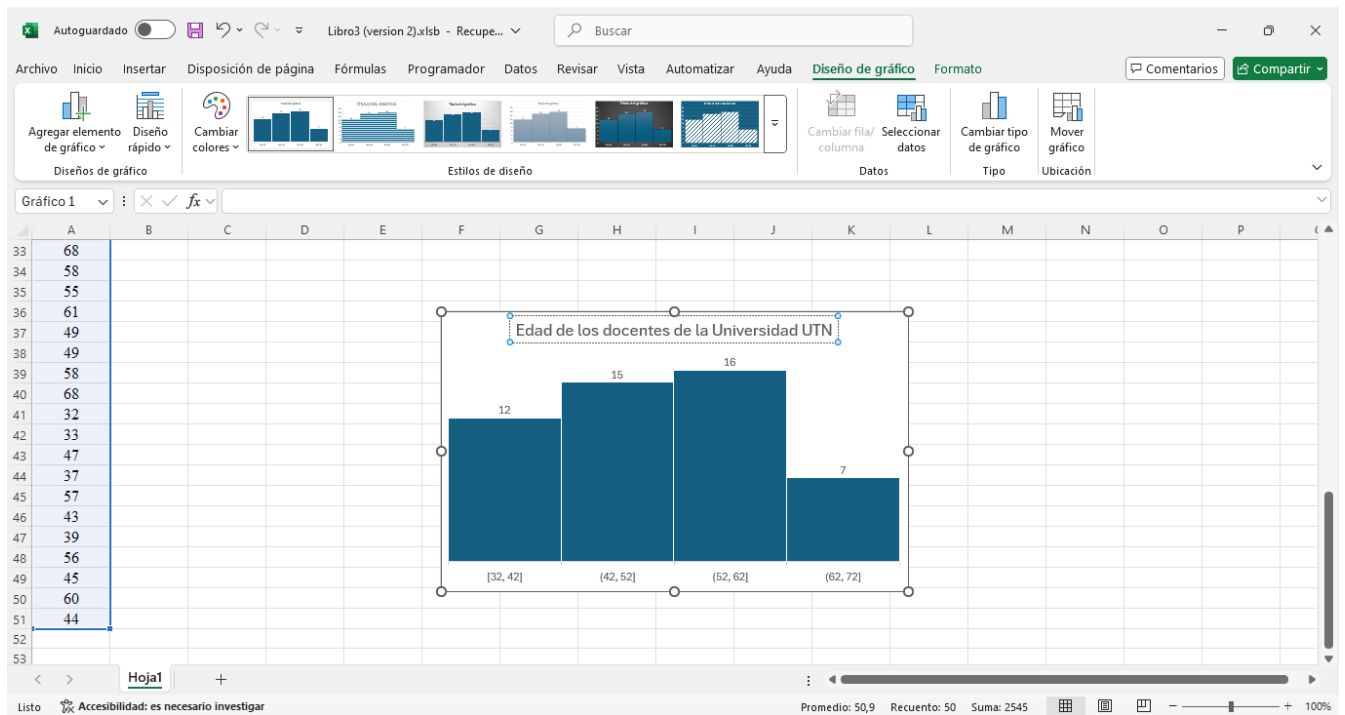 Autoguardado Libro3 (version 2).xlsb - Recupe... Buscar
Archivo Inicio Insertar Disposición de página Fórmulas Programador Datos Revisar Vista Automatizar Ayuda Diseño de gráfico Formato Comentarios Compartir
Agregar elemento de gráfico
Diseño rápido
Cambiar colores
Cambiar fila/ columna
Seleccionar datos
Cambiar tipo de gráfico
Mover gráfico
Diseños de gráfico Estilos de diseño Datos Tipo Ubicación
Gráfico 1 fx
A B C D E F G H I J K L M N O P
33 68
34 58
35 55
36 61
37 49
38 49
39 58
40 68
41 32
42 33
43 47
44 37
45 57
46 43
47 39
48 56
49 45
50 60
51 44
52
53
Edad de los docentes de la Universidad UTN
12
15
16
7
[32, 42] (42, 52] (52, 62] (62, 72]
Hoja1
Listo Accesibilidad: es necesario investigar Promedio: 50,9 Recuento: 50 Suma: 2545 100%